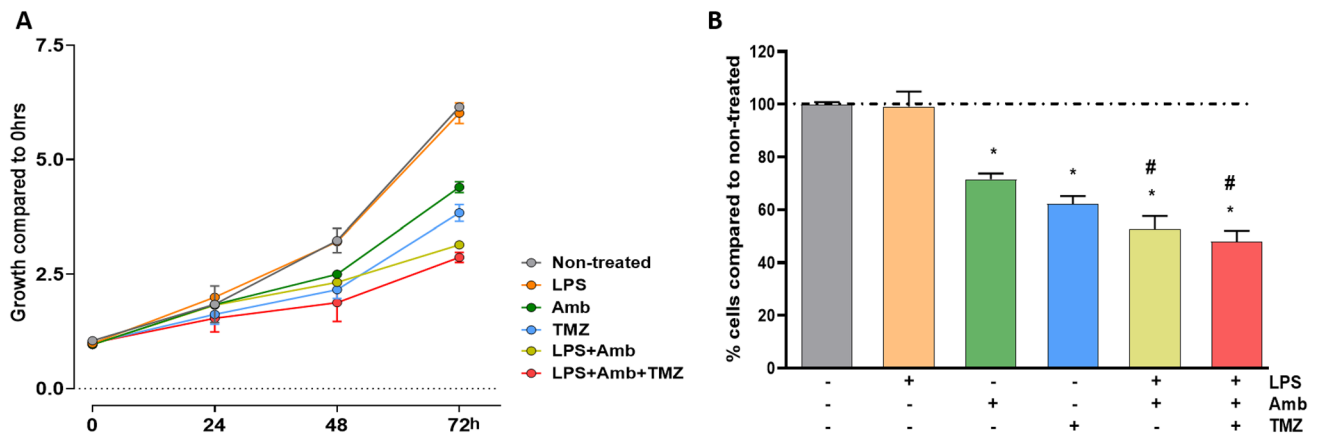 A
Growth compared to 0hrs
7.5
5.0
2.5
0.0
0 24 48 72h
Non-treated
LPS
Amb
TMZ
LPS+Amb
LPS+Amb+TMZ
B
% cells compared to non-treated
120
100
80
60
40
20
0
* * # # 
* *
- + - - + + LPS
- - + - + + Amb
- - - + - + TMZ